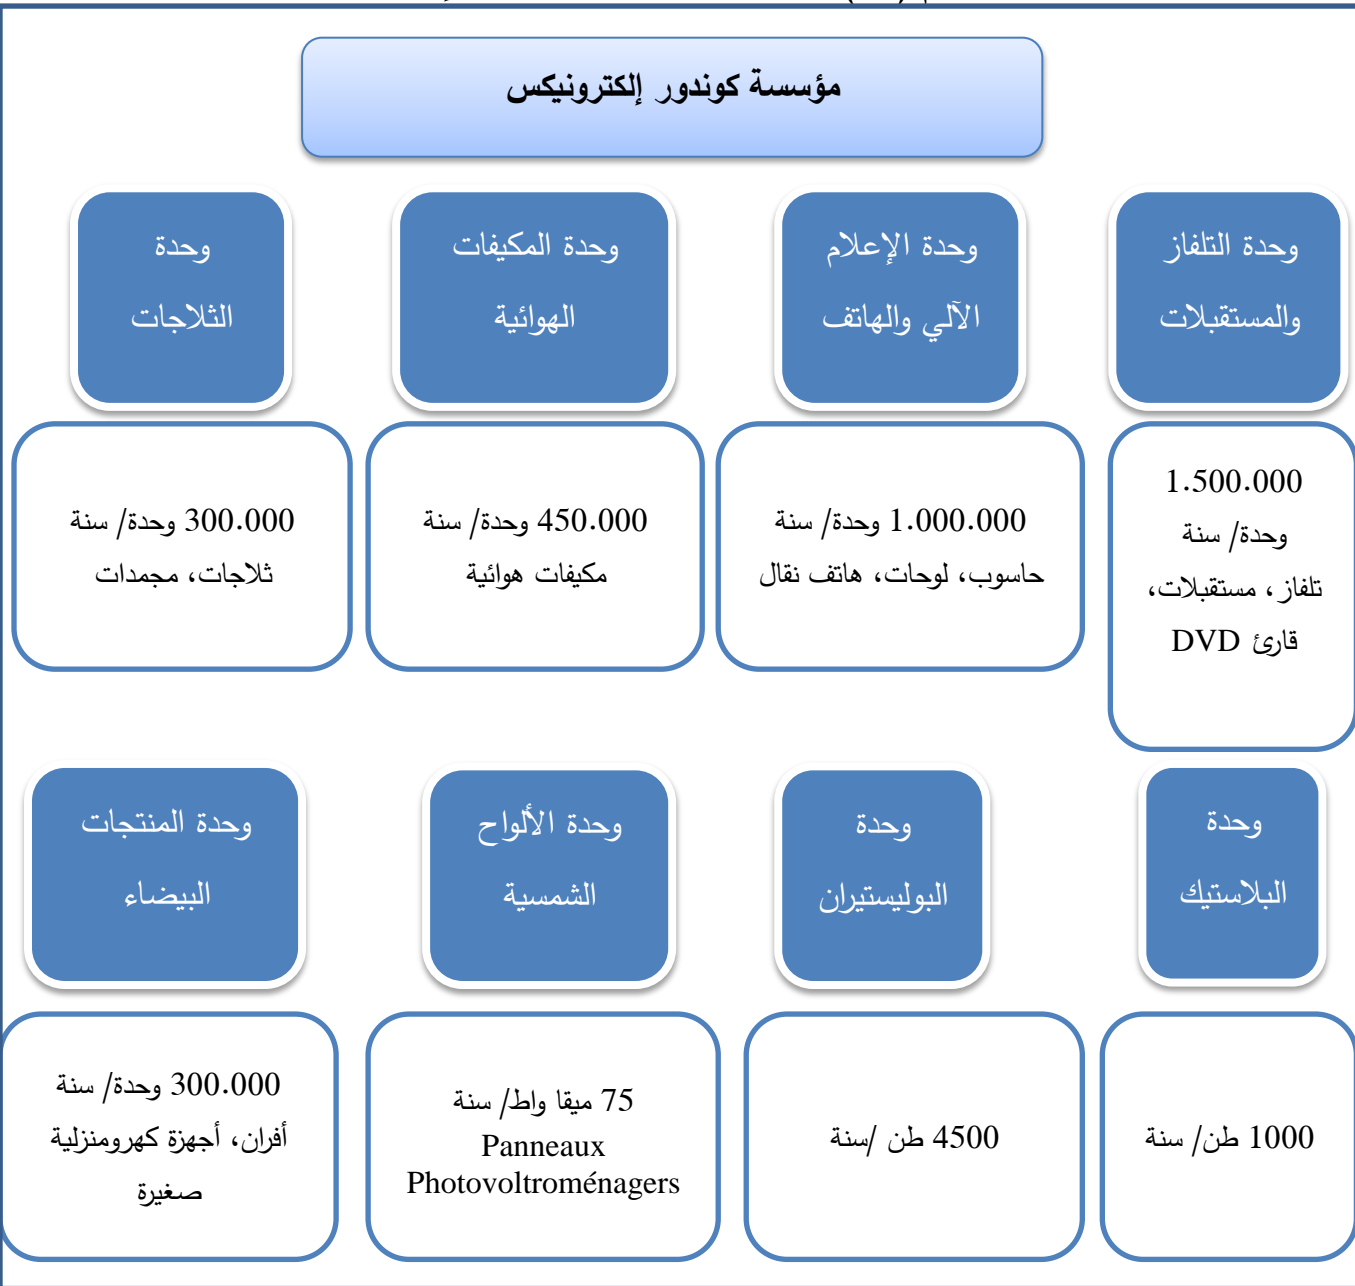 مؤسسة كوندور إلكترونيكس
وحدة التلفاز
والمستقبلات
وحدة الإعلام
الآلي والهاتف
وحدة المكيفات
الهوائية
وحدة
الثلاجات
1.500.000
وحدة/ سنة
تلفاز، مستقبلات،
قارئ DVD
1.000.000 وحدة/ سنة
حاسوب، لوحات، هاتف نقال
450.000 وحدة/ سنة
مكيفات هوائية
300.000 وحدة/ سنة
ثلاجات، مجمدات
وحدة
البلاستيك
وحدة
البوليستيران
وحدة الألواح
الشمسية
وحدة المنتجات
البيضاء
1000 طن/ سنة
4500 طن /سنة
75 ميقا واط/ سنة
Panneaux
Photovoltroménagers
300.000 وحدة/ سنة
أفران، أجهزة كهرومنزلية
صغيرة